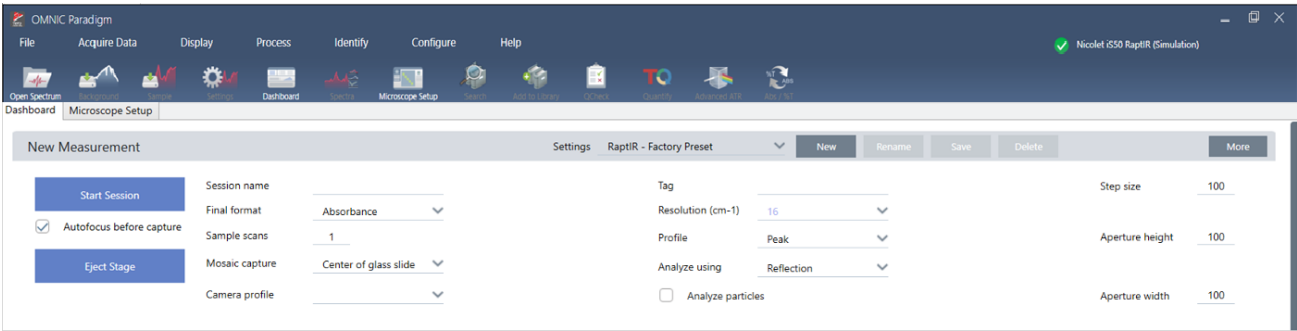 OMNIC Paradigm
File Acquire Data Display Process Identify Configure Help
Nicolet iS50 RaptIR (Simulation)
Open Spectrum Background Sample Settings Dashboard Spectra Microscope Setup Search Add to Library QCheck Quantify Advanced ATR Abs / %T
Dashboard Microscope Setup
New Measurement Settings RaptIR - Factory Preset New Rename Save Delete More
Start Session Session name Tag Step size 100
Final format Absorbance Resolution (cm-1) 16
Autofocus before capture Sample scans 1 Profile Peak Aperture height 100
Eject Stage Mosaic capture Center of glass slide Analyze using Reflection
Camera profile Analyze particles Aperture width 100